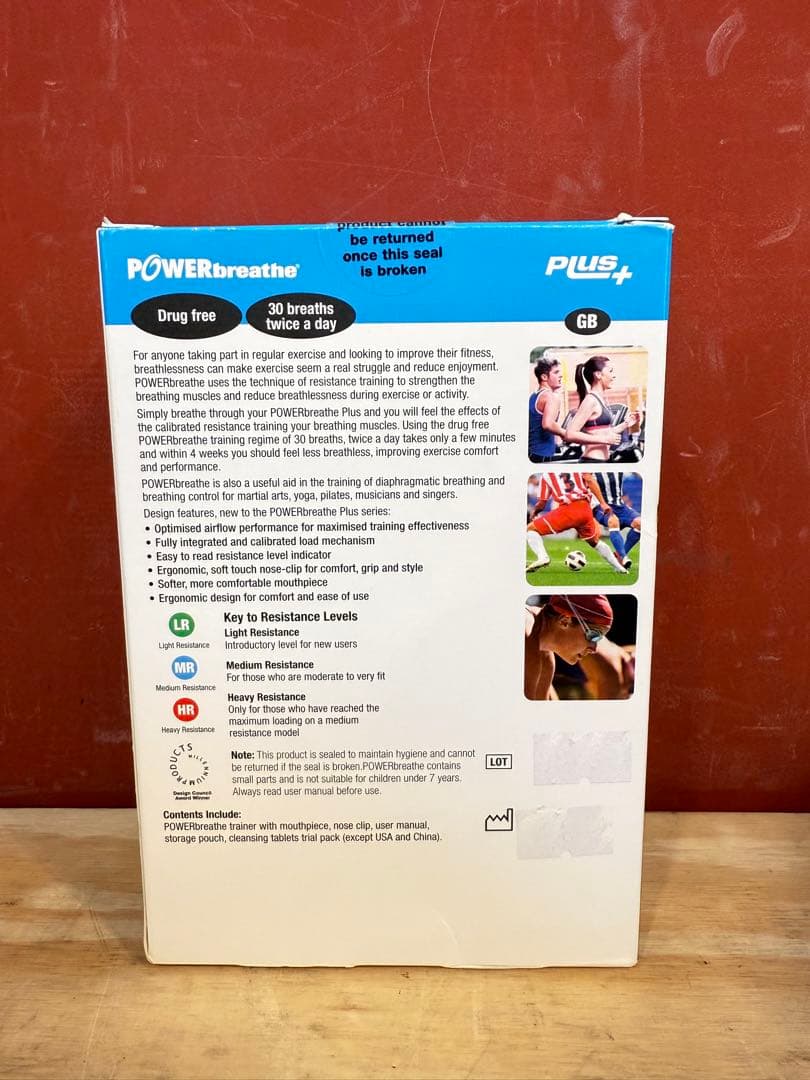 product cannot
be returned
once this seal
is broken
POWERbreathe®
PLUS+
Drug free
30 breaths
twice a day
GB
For anyone taking part in regular exercise and looking to improve their fitness,
breathlessness can make exercise seem a real struggle and reduce enjoyment.
POWERbreathe uses the technique of resistance training to strengthen the
breathing muscles and reduce breathlessness during exercise or activity.
Simply breathe through your POWERbreathe Plus and you will feel the effects of
the calibrated resistance training your breathing muscles. Using the drug free
POWERbreathe training regime of 30 breaths, twice a day takes only a few minutes
and within 4 weeks you should feel less breathless, improving exercise comfort
and performance.
POWERbreathe is also a useful aid in the training of diaphragmatic breathing and
breathing control for martial arts, yoga, pilates, musicians and singers.
Design features, new to the POWERbreathe Plus series:
• Optimised airflow performance for maximised training effectiveness
• Fully integrated and calibrated load mechanism
• Easy to read resistance level indicator
• Ergonomic, soft touch nose-clip for comfort, grip and style
• Softer, more comfortable mouthpiece
• Ergonomic design for comfort and ease of use
Key to Resistance Levels
LR
Light Resistance
Light Resistance
Introductory level for new users
MR
Medium Resistance
Medium Resistance
For those who are moderate to very fit
HR
Heavy Resistance
Heavy Resistance
Only for those who have reached the
maximum loading on a medium
resistance model
MILLENNIUM PRODUCTS
Design Council
Award Winner
Note: This product is sealed to maintain hygiene and cannot
be returned if the seal is broken.POWERbreathe contains
small parts and is not suitable for children under 7 years.
Always read user manual before use.
LOT
Contents Include:
POWERbreathe trainer with mouthpiece, nose clip, user manual,
storage pouch, cleansing tablets trial pack (except USA and China).